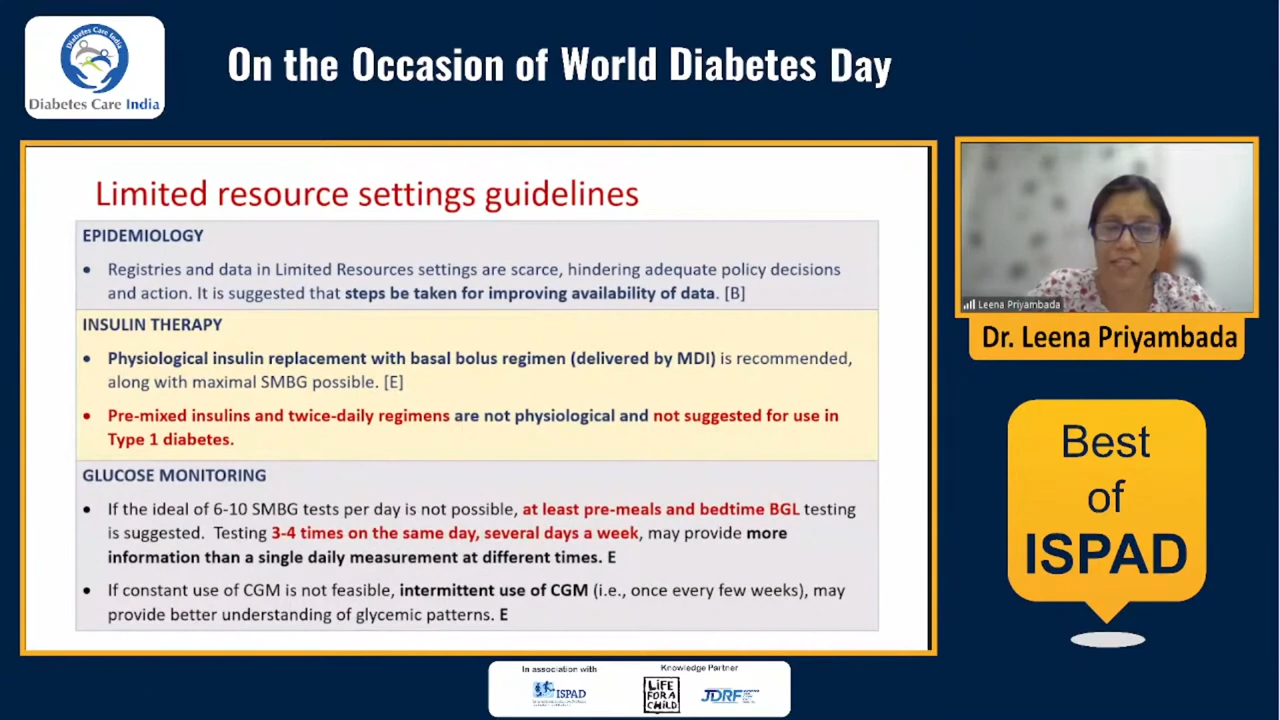 Diabetes Care India
Diabetes Care India
On the Occasion of World Diabetes Day
Limited resource settings guidelines
EPIDEMIOLOGY
• Registries and data in Limited Resources settings are scarce, hindering adequate policy decisions
and action. It is suggested that steps be taken for improving availability of data. [B]
INSULIN THERAPY
• Physiological insulin replacement with basal bolus regimen (delivered by MDI) is recommended,
along with maximal SMBG possible. [E]
• Pre-mixed insulins and twice-daily regimens are not physiological and not suggested for use in
Type 1 diabetes.
GLUCOSE MONITORING
• If the ideal of 6-10 SMBG tests per day is not possible, at least pre-meals and bedtime BGL testing
is suggested. Testing 3-4 times on the same day, several days a week, may provide more
information than a single daily measurement at different times. E
• If constant use of CGM is not feasible, intermittent use of CGM (i.e., once every few weeks), may
provide better understanding of glycemic patterns. E
Leena Priyambada
Dr. Leena Priyambada
Best
of
ISPAD
In association with
ISPAD
Knowledge Partner
LiFE
FOR A
CHiLD
JDRF